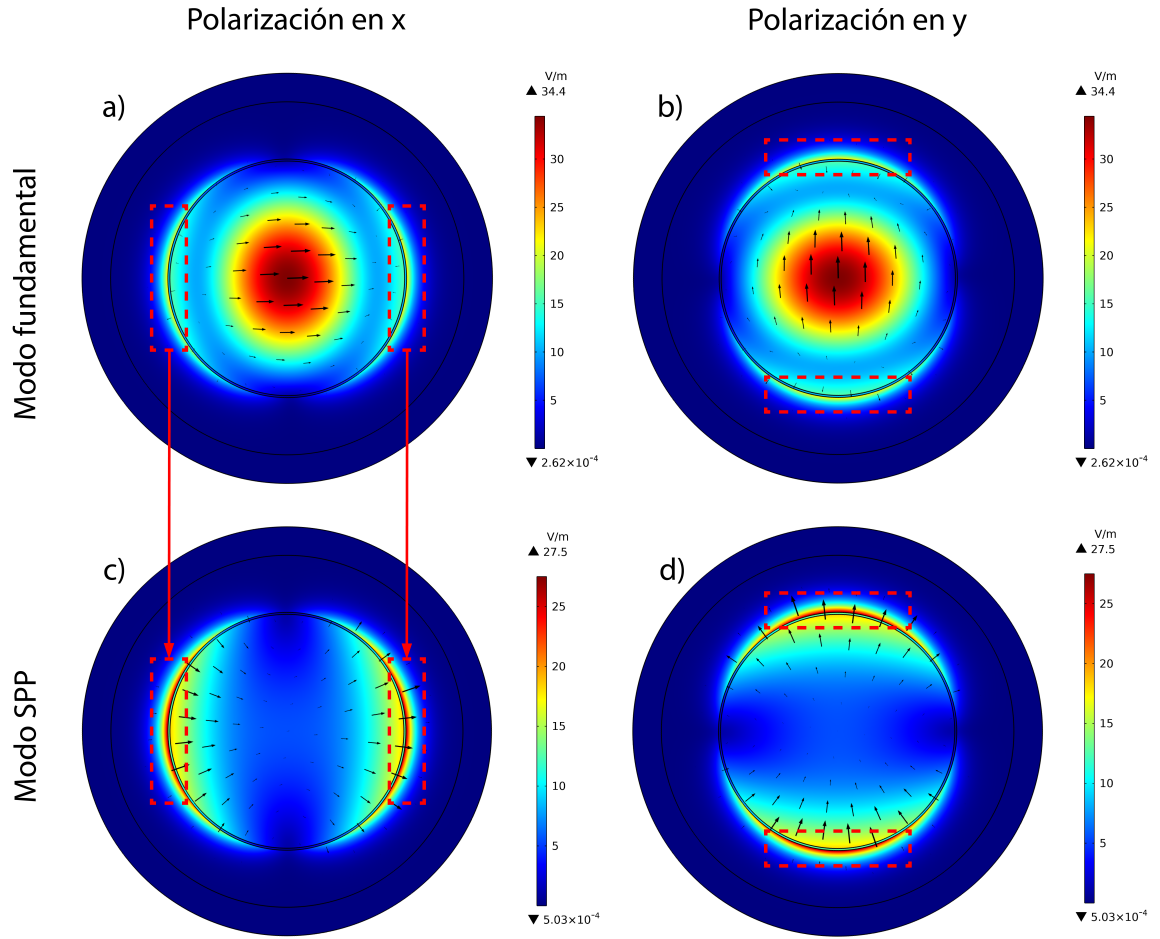 Polarización en x
Polarización en y
Modo fundamental
a)
V/m
▲ 34.4
30
25
20
15
10
5
▼ 2.62×10⁻⁴
b)
V/m
▲ 34.4
30
25
20
15
10
5
▼ 2.62×10⁻⁴
Modo SPP
c)
V/m
▲ 27.5
25
20
15
10
5
▼ 5.03×10⁻⁴
d)
V/m
▲ 27.5
25
20
15
10
5
▼ 5.03×10⁻⁴